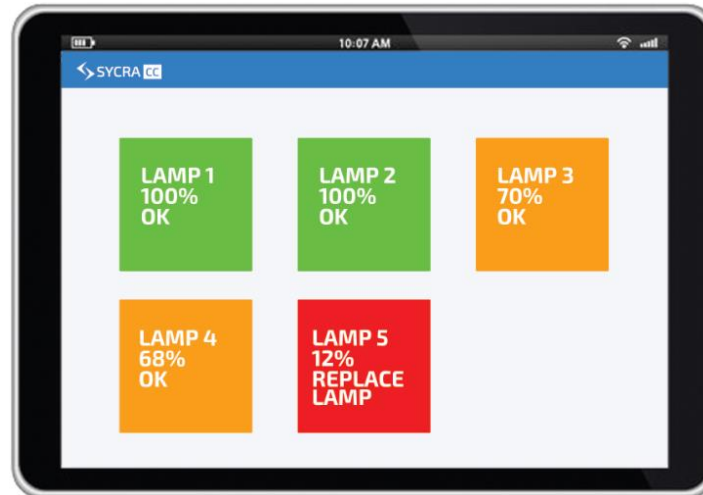 10:07 AM
SYCRA CC
LAMP 1
100%
OK
LAMP 2
100%
OK
LAMP 3
70%
OK
LAMP 4
68%
OK
LAMP 5
12%
REPLACE
LAMP